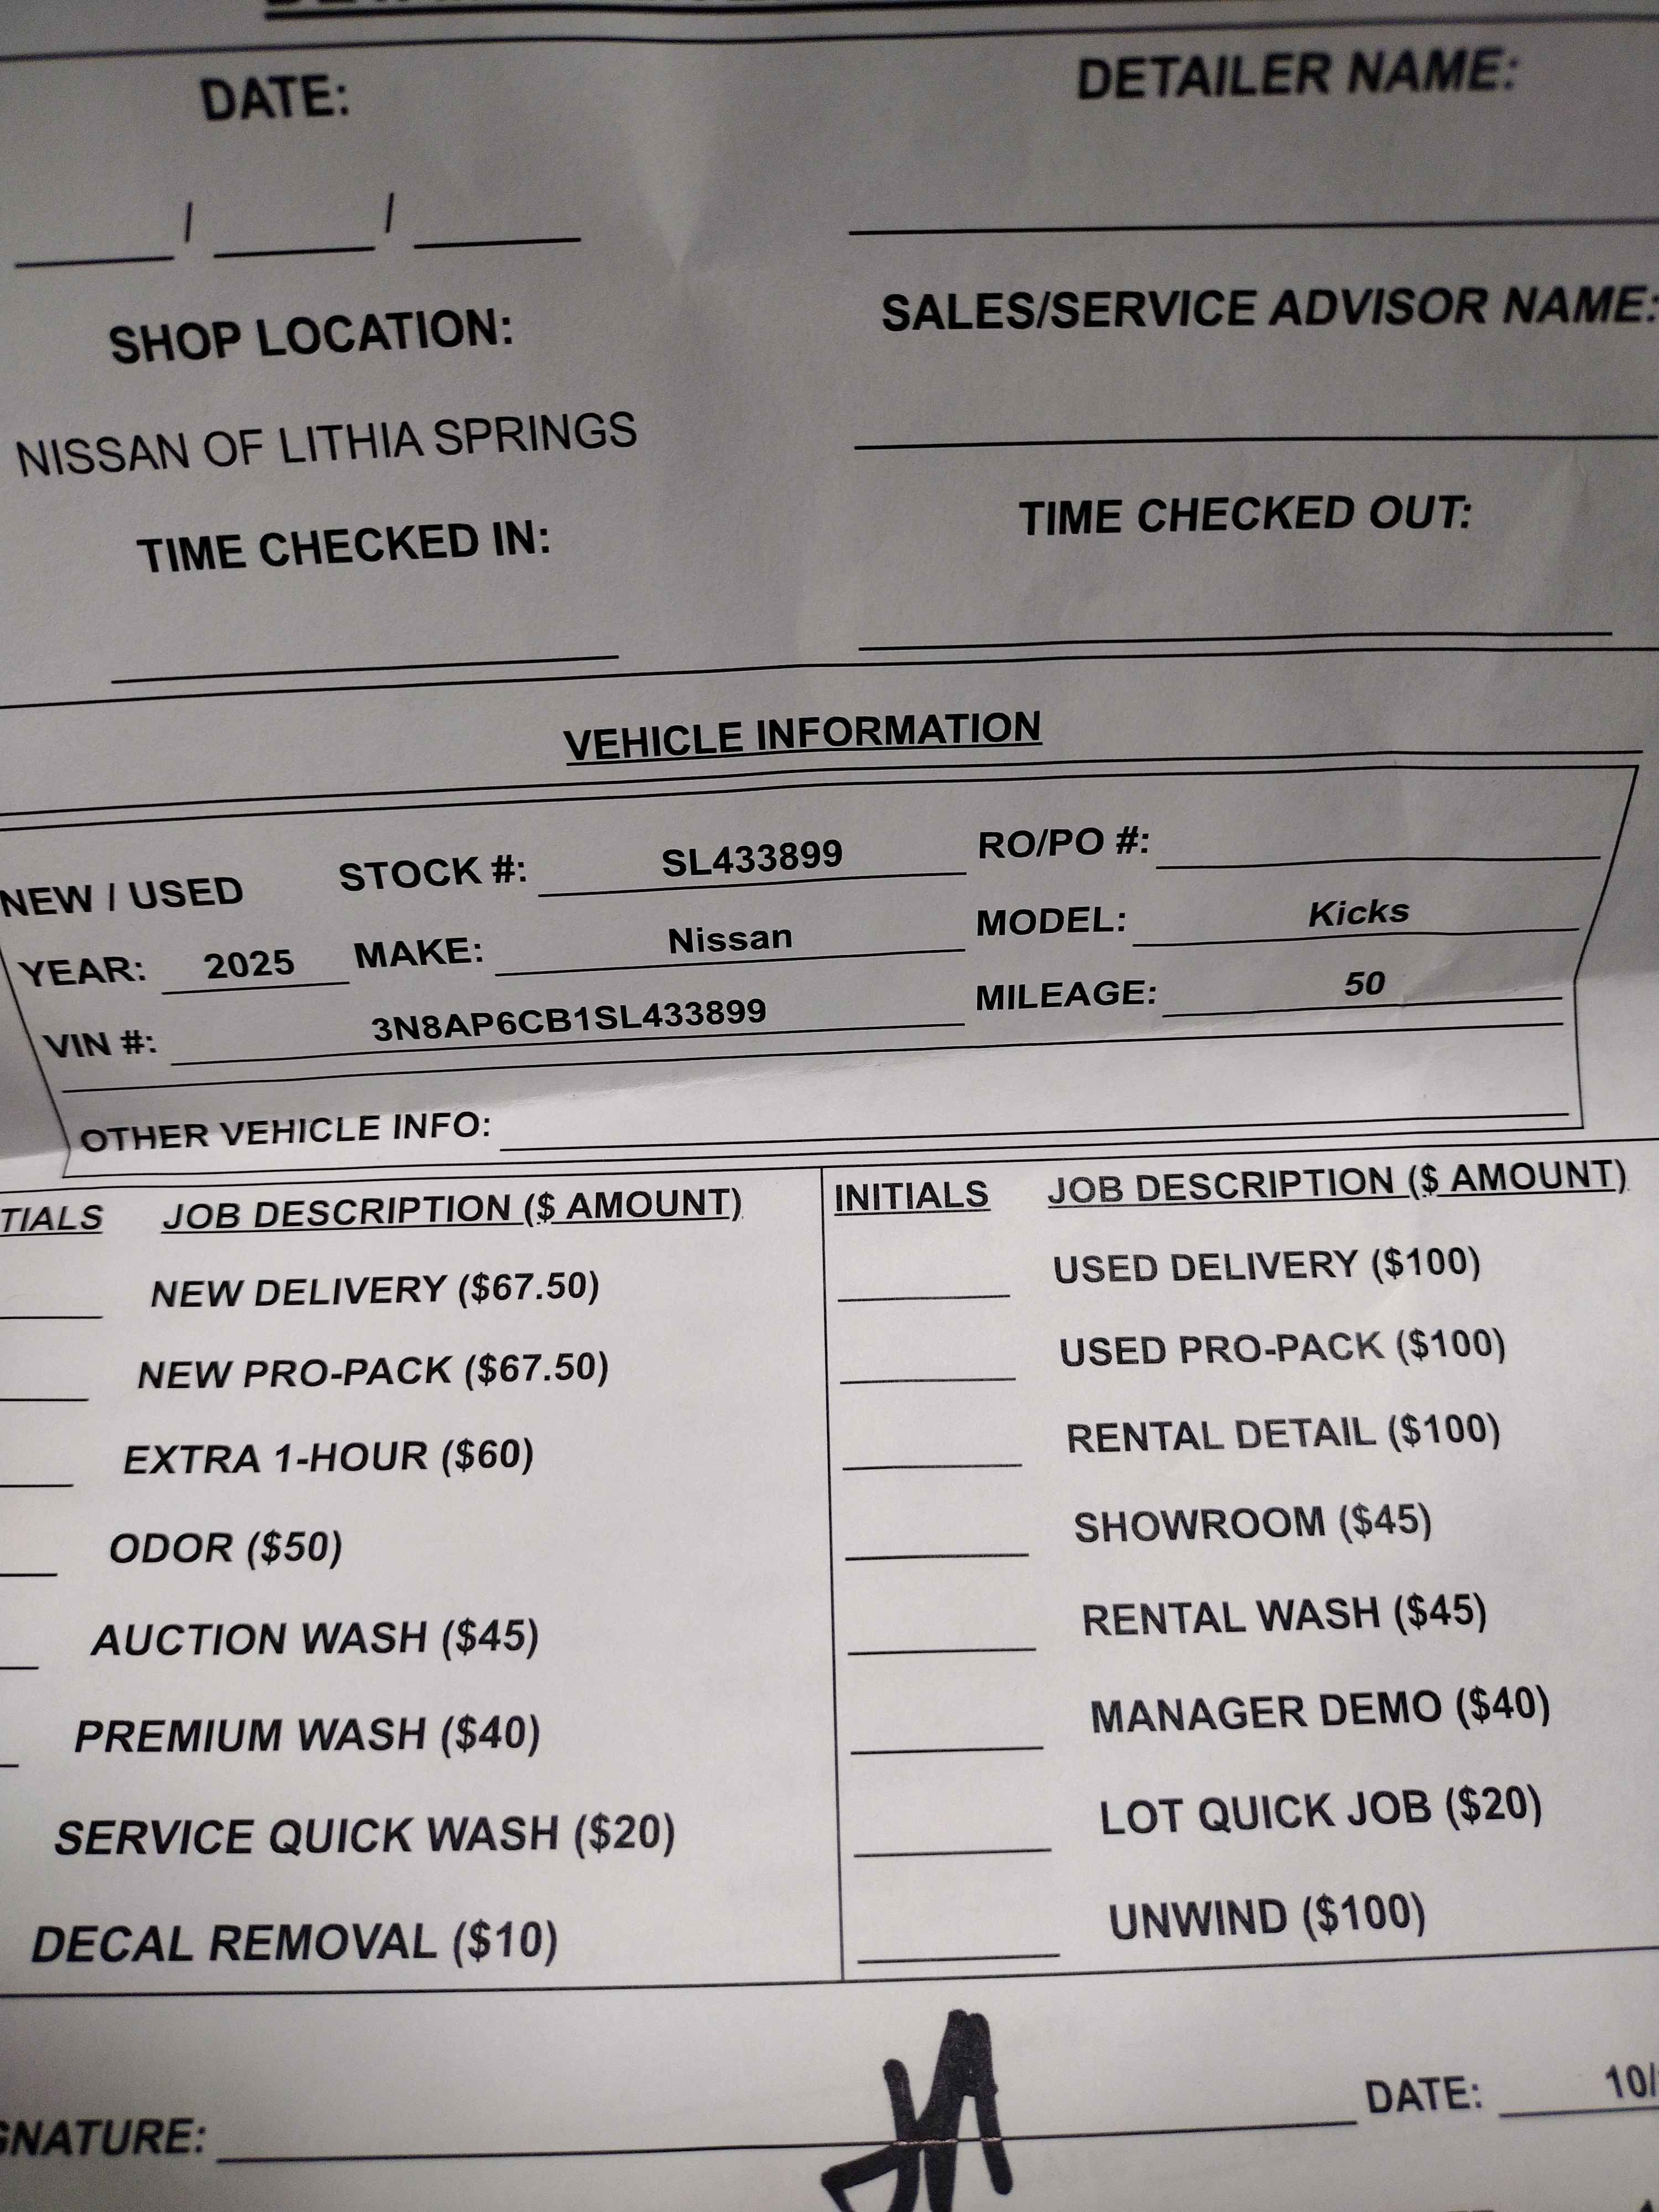 DATE: DETAILER NAME:
/ /
SHOP LOCATION: SALES/SERVICE ADVISOR NAME:
NISSAN OF LITHIA SPRINGS
TIME CHECKED IN: TIME CHECKED OUT:
VEHICLE INFORMATION
NEW / USED STOCK #: SL433899 RO/PO #:
YEAR: 2025 MAKE: Nissan MODEL: Kicks
VIN #: 3N8AP6CB1SL433899 MILEAGE: 50
OTHER VEHICLE INFO:
TIALS JOB DESCRIPTION ($ AMOUNT) INITIALS JOB DESCRIPTION ($ AMOUNT)
NEW DELIVERY ($67.50) USED DELIVERY ($100)
NEW PRO-PACK ($67.50) USED PRO-PACK ($100)
EXTRA 1-HOUR ($60) RENTAL DETAIL ($100)
ODOR ($50) SHOWROOM ($45)
AUCTION WASH ($45) RENTAL WASH ($45)
PREMIUM WASH ($40) MANAGER DEMO ($40)
SERVICE QUICK WASH ($20) LOT QUICK JOB ($20)
DECAL REMOVAL ($10) UNWIND ($100)
GNATURE: DATE: 10/